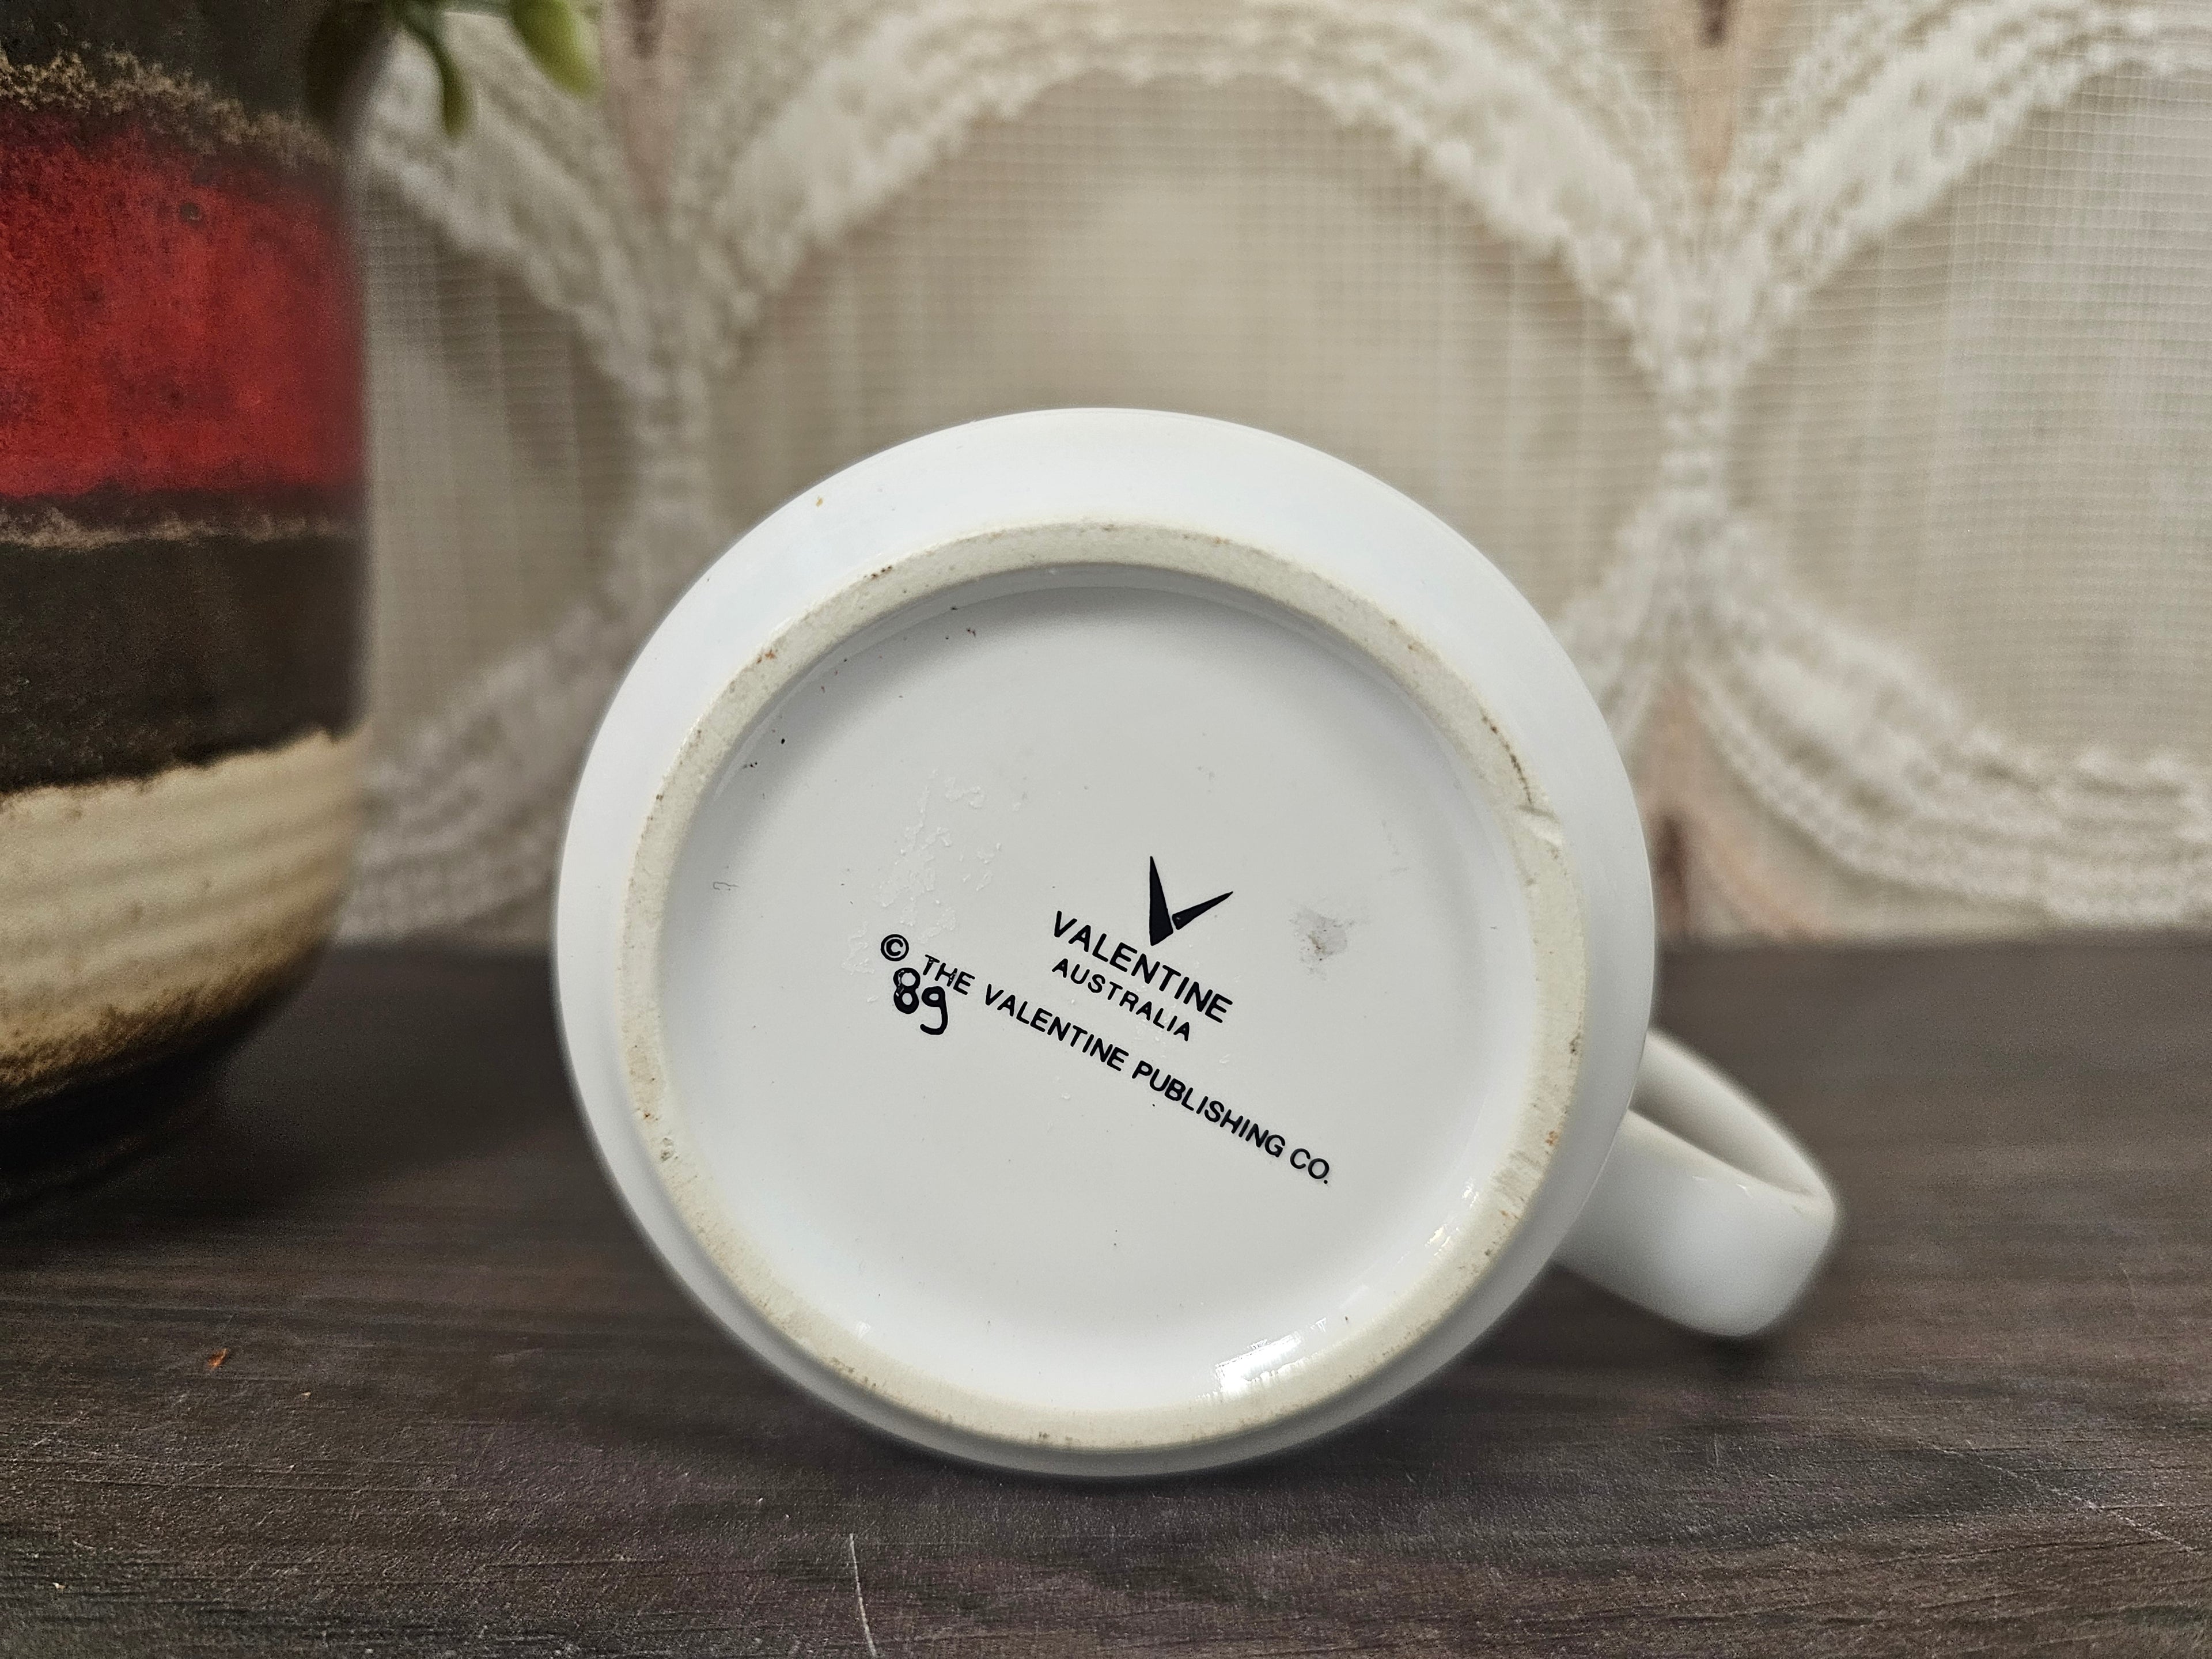 VALENTINE
AUSTRALIA
© THE VALENTINE PUBLISHING CO.
89